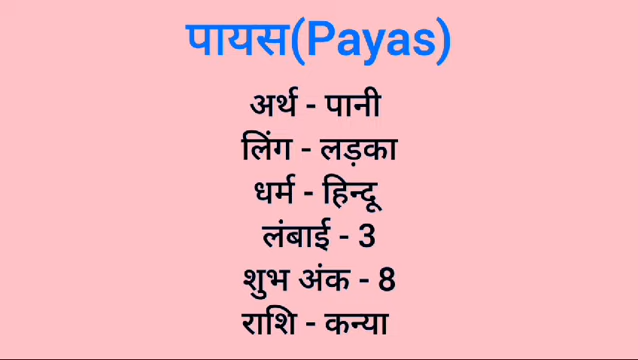 पायस(Payas)
अर्थ - पानी
लिंग - लड़का
धर्म - हिन्दू
लंबाई - 3
शुभ अंक - 8
राशि - कन्या